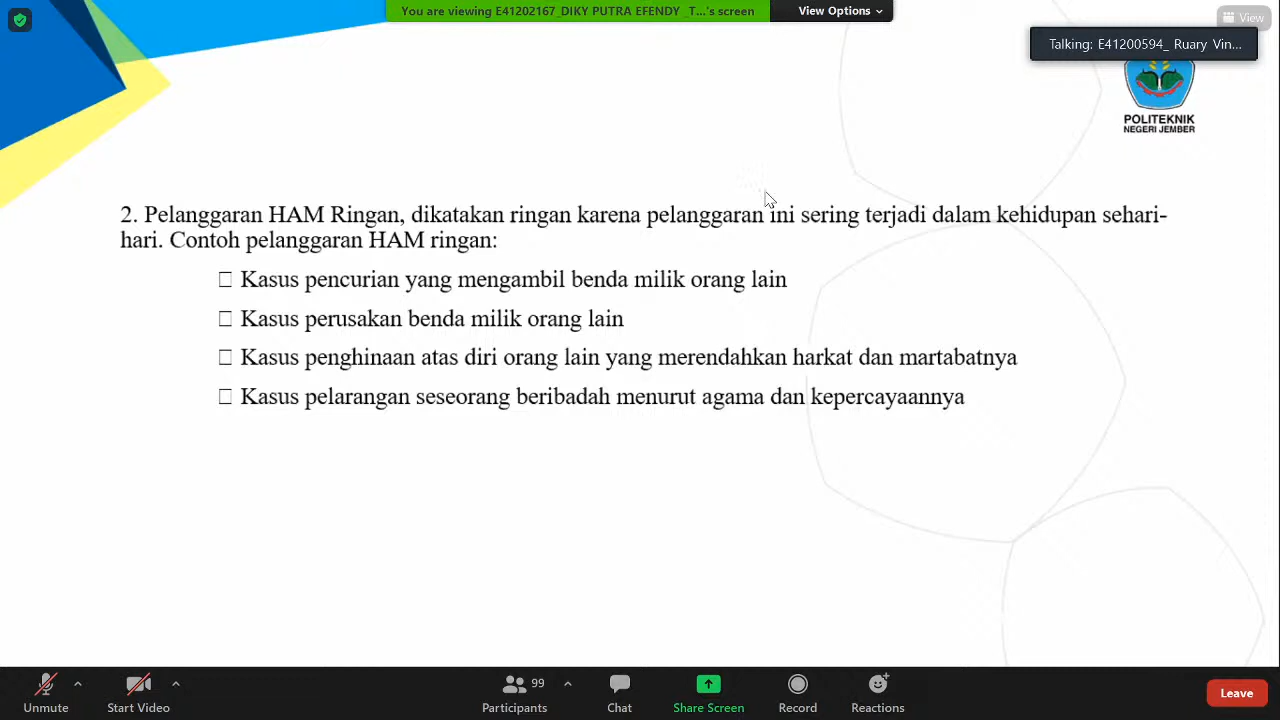 You are viewing E41202167_DIKY PUTRA EFENDY _T...'s screen
View Options
View
Talking: E41200594_ Ruary Vin...
POLITEKNIK
NEGERI JEMBER
2. Pelanggaran HAM Ringan, dikatakan ringan karena pelanggaran ini sering terjadi dalam kehidupan sehari-
hari. Contoh pelanggaran HAM ringan:
□ Kasus pencurian yang mengambil benda milik orang lain
□ Kasus perusakan benda milik orang lain
□ Kasus penghinaan atas diri orang lain yang merendahkan harkat dan martabatnya
□ Kasus pelarangan seseorang beribadah menurut agama dan kepercayaannya
Unmute
Start Video
99
Participants
Chat
Share Screen
Record
Reactions
Leave